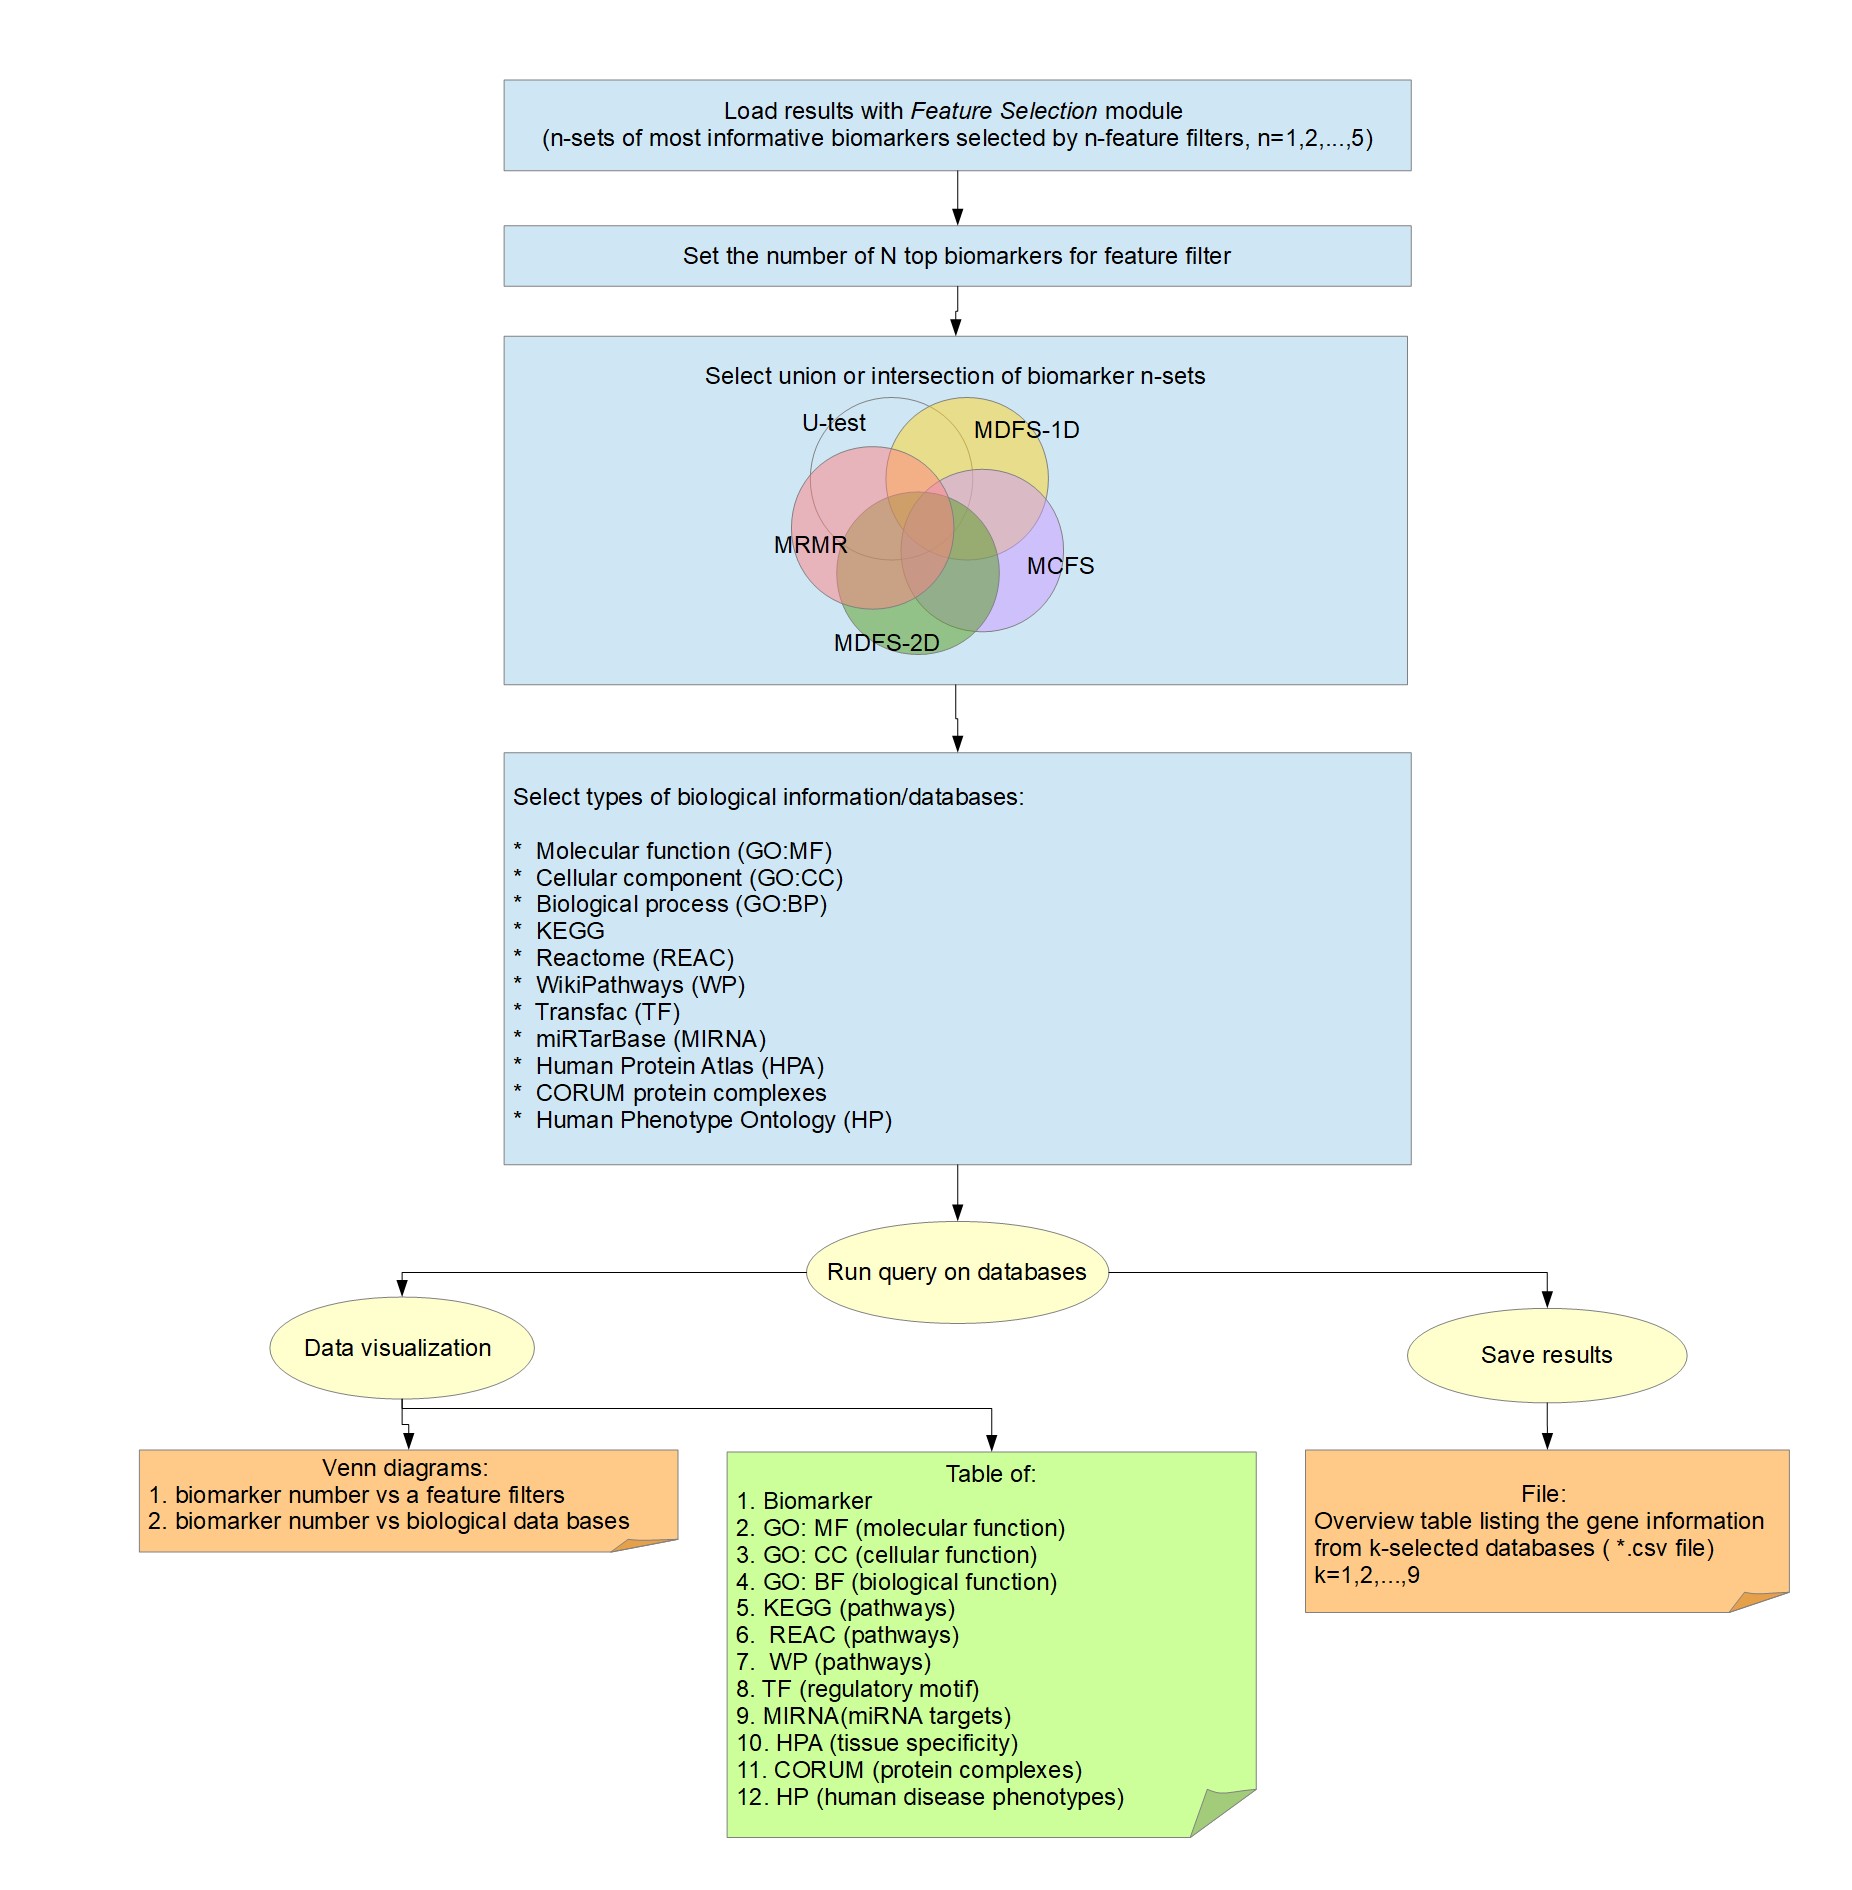 Load results with Feature Selection module
(n-sets of most informative biomarkers selected by n-feature filters, n=1,2,...,5)
Set the number of N top biomarkers for feature filter
Select union or intersection of biomarker n-sets
U-test
MDFS-1D
MRMR
MCFS
MDFS-2D
Select types of biological information/databases:
* Molecular function (GO:MF)
* Cellular component (GO:CC)
* Biological process (GO:BP)
* KEGG
* Reactome (REAC)
* WikiPathways (WP)
* Transfac (TF)
* miRTarBase (MIRNA)
* Human Protein Atlas (HPA)
* CORUM protein complexes
* Human Phenotype Ontology (HP)
Run query on databases
Data visualization
Save results
Venn diagrams:
1. biomarker number vs a feature filters
2. biomarker number vs biological data bases
Table of:
1. Biomarker
2. GO: MF (molecular function)
3. GO: CC (cellular function)
4. GO: BF (biological function)
5. KEGG (pathways)
6.  REAC (pathways)
7.  WP (pathways)
8. TF (regulatory motif)
9. MIRNA(miRNA targets)
10. HPA (tissue specificity)
11. CORUM (protein complexes)
12. HP (human disease phenotypes)
File:
Overview table listing the gene information
from k-selected databases ( *.csv file)
k=1,2,...,9